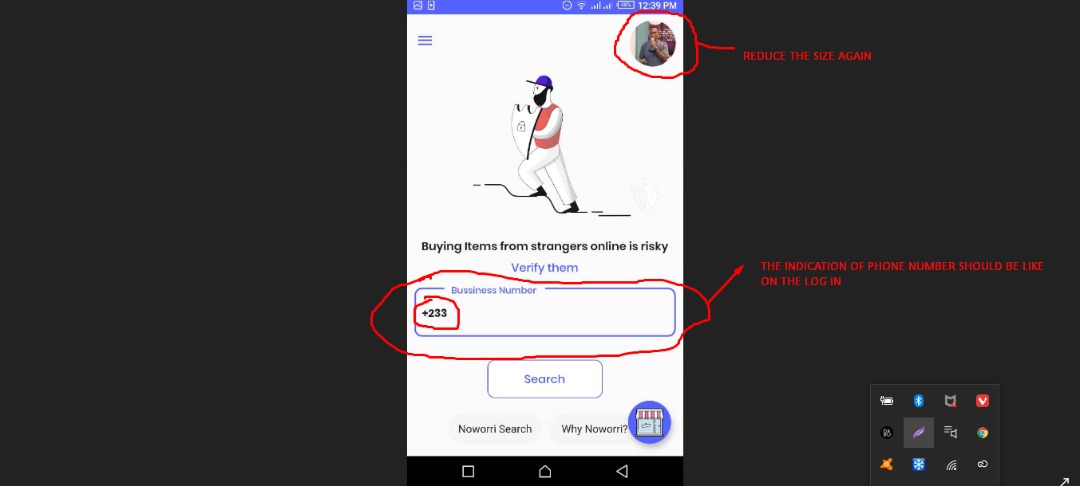 48% 12:39 PM
REDUCE THE SIZE AGAIN
Buying Items from strangers online is risky
Verify them
THE INDICATION OF PHONE NUMBER SHOULD BE LIKE
ON THE LOG IN
Bussiness Number
+233
Search
Noworri Search
Why Noworri?